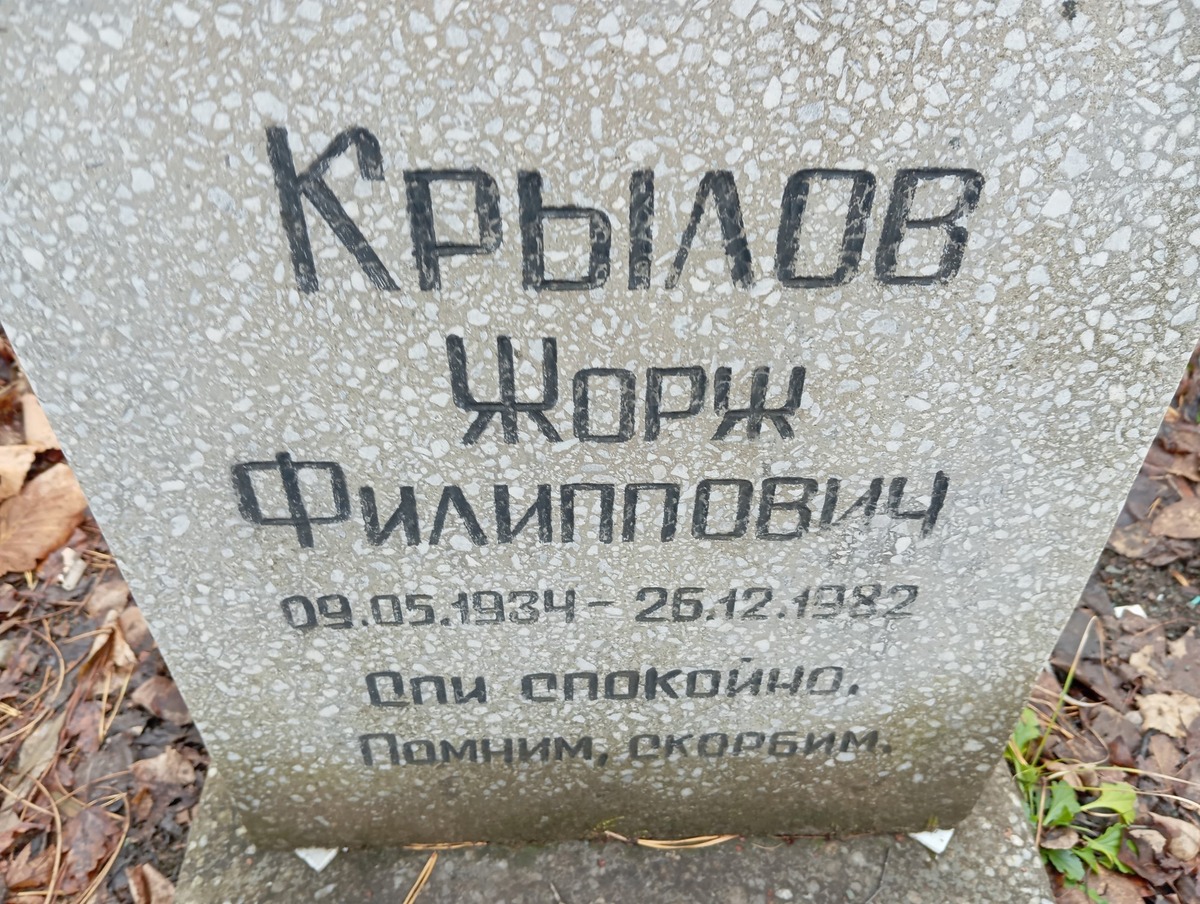 Крылов
Жорж
Филиппович
09.05.1934 - 26.12.1982
Спи спокойно.
Помним, скорбим.